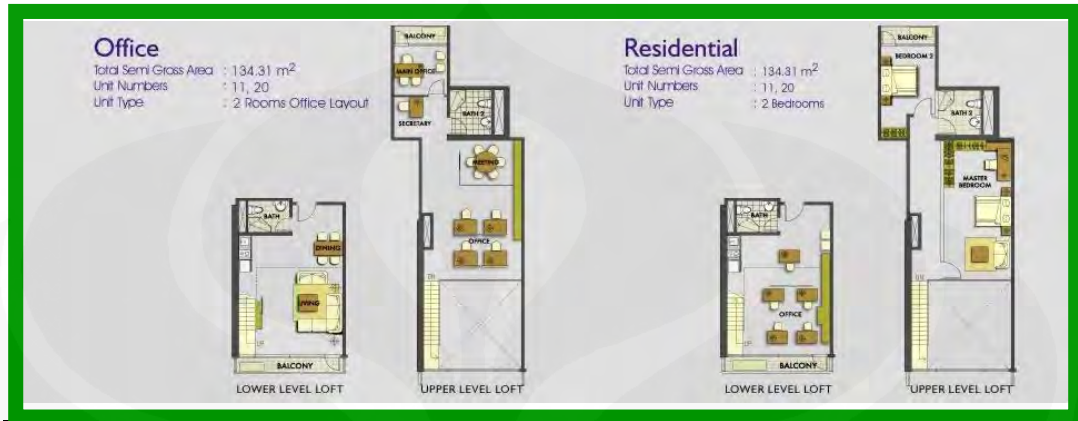 Office
Total Semi Gross Area : 134.31 m²
Unit Numbers : 11, 20
Unit Type : 2 Rooms Office Layout
BALCONY
MAIN OFFICE
SECRETARY
BATH 2
MEETING
OFFICE
DN
UPPER LEVEL LOFT
BATH
DINING
LIVING
BALCONY
LOWER LEVEL LOFT
Residential
Total Semi Gross Area : 134.31 m²
Unit Numbers : 11, 20
Unit Type : 2 Bedrooms
BALCONY
BEDROOM 2
BATH 2
MASTER
BEDROOM
DN
UPPER LEVEL LOFT
BATH
OFFICE
BALCONY
LOWER LEVEL LOFT